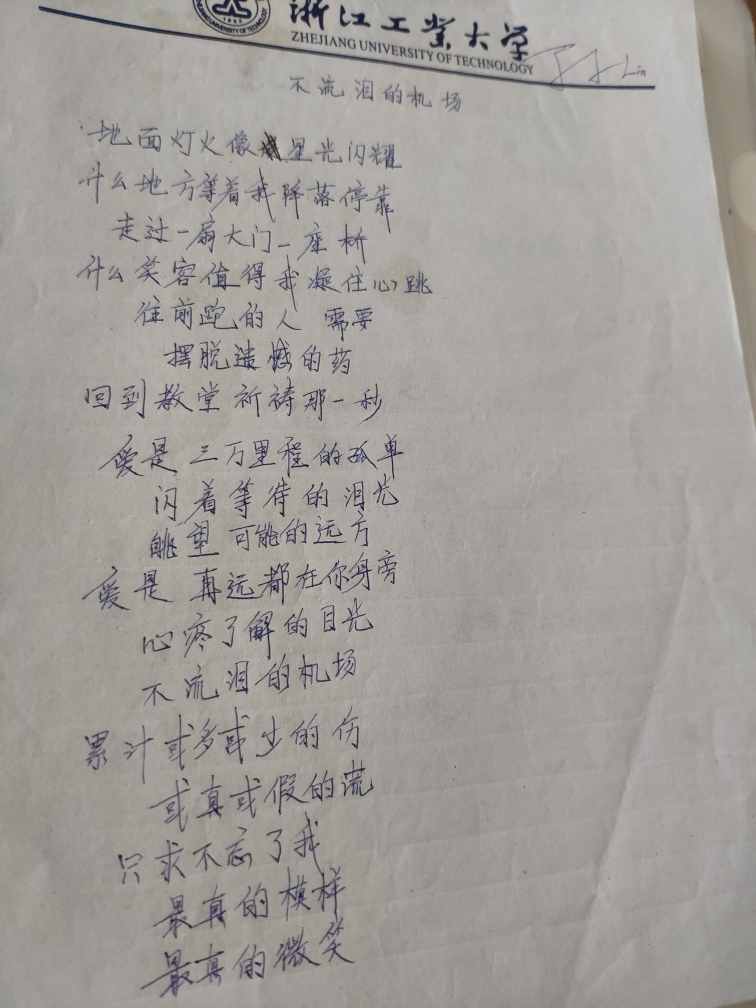 浙江工业大学
ZHEJIANG UNIVERSITY OF TECHNOLOGY
Lin
不流泪的机场
地面灯火像星光闪耀
什么地方等着我降落停靠
走过一扇大门一座桥
什么笑容值得我凝住心跳
往前跑的人 需要
摆脱遗憾的药
回到教堂祈祷那一秒
爱是 三万里程的孤单
闪着等待的泪光
眺望可能的远方
爱是 再远都在你身旁
心疼了解的目光
不流泪的机场
累计或多或少的伤
或真或假的谎
只求不忘了我
最真的模样
最真的微笑